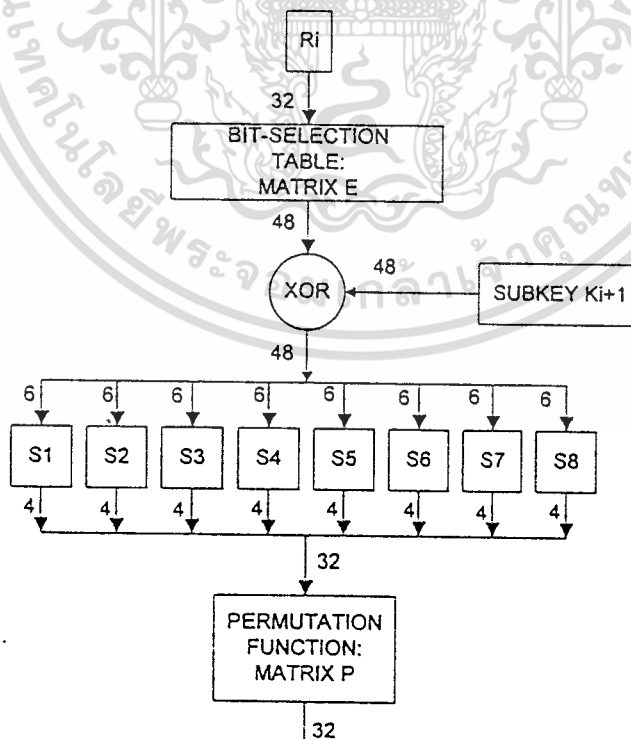 Ri
32
BIT-SELECTION
TABLE:
MATRIX E
48
XOR
48
SUBKEY Ki+1
48
6 6 6 6 6 6 6 6
S1 S2 S3 S4 S5 S6 S7 S8
4 4 4 4 4 4 4 4
32
PERMUTATION
FUNCTION:
MATRIX P
32